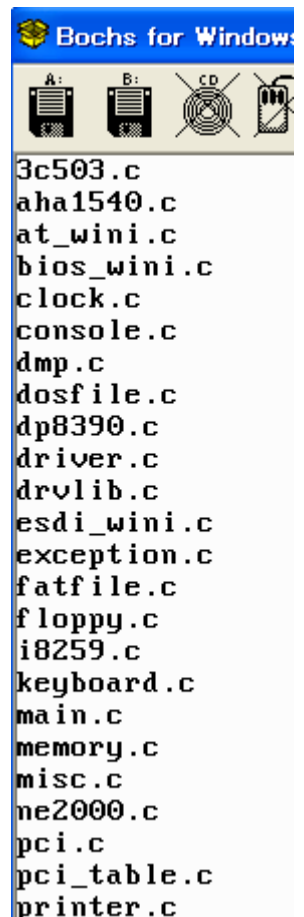 Bochs for Windows
A: B: CD
3c503.c
aha1540.c
at_wini.c
bios_wini.c
clock.c
console.c
dmp.c
dosfile.c
dp8390.c
driver.c
drvlib.c
esdi_wini.c
exception.c
fatfile.c
floppy.c
i8259.c
keyboard.c
main.c
memory.c
misc.c
ne2000.c
pci.c
pci_table.c
printer.c